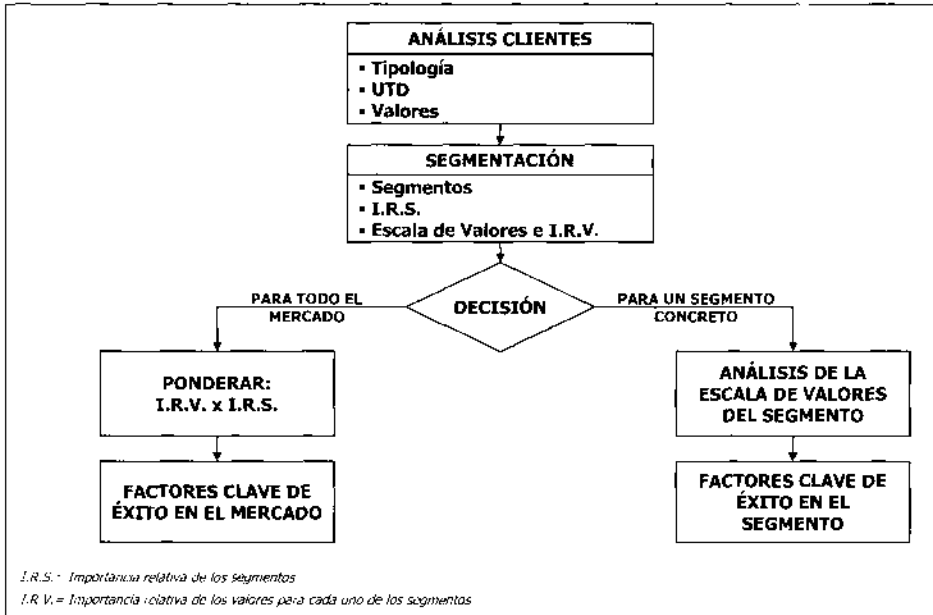 ANÁLISIS CLIENTES
▪ Tipología
▪ UTD
▪ Valores
SEGMENTACIÓN
▪ Segmentos
▪ I.R.S.
▪ Escala de Valores e I.R.V.
DECISIÓN
PARA TODO EL
MERCADO
PARA UN SEGMENTO
CONCRETO
PONDERAR:
I.R.V. x I.R.S.
ANÁLISIS DE LA
ESCALA DE VALORES
DEL SEGMENTO
FACTORES CLAVE DE
ÉXITO EN EL MERCADO
FACTORES CLAVE DE
ÉXITO EN EL
SEGMENTO
I.R.S.= Importancia relativa de los segmentos
I.R.V.= Importancia relativa de los valores para cada uno de los segmentos